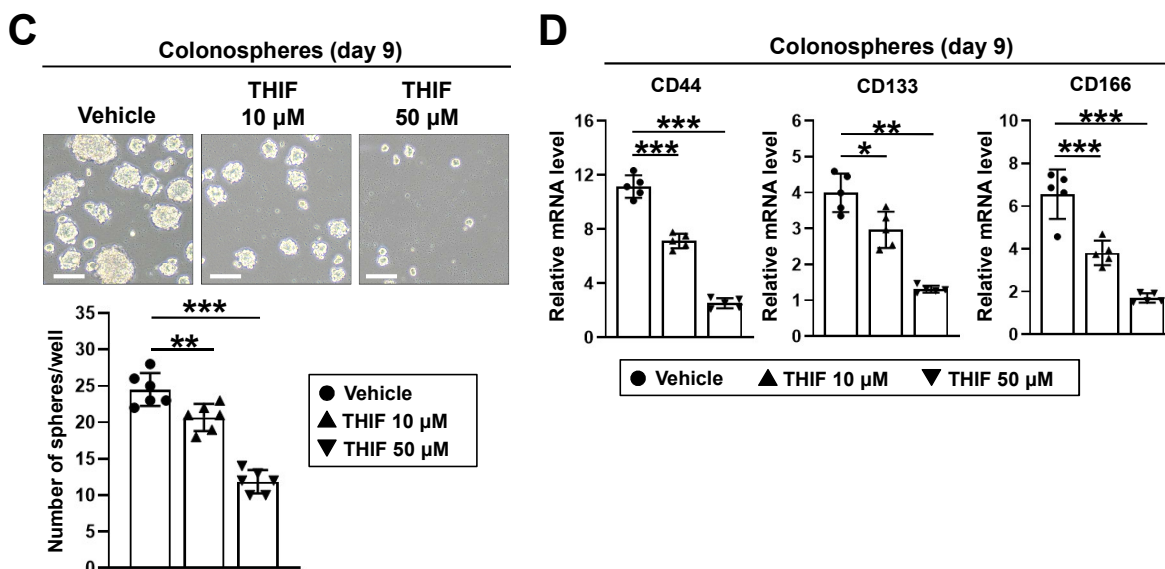 C
Colonospheres (day 9)
Vehicle
THIF
10 µM
THIF
50 µM
35
30
25
20
15
10
5
0
Number of spheres/well
***
**
Vehicle
THIF 10 µM
THIF 50 µM
D
Colonospheres (day 9)
CD44
Relative mRNA level
16
12
8
4
0
***
***
CD133
Relative mRNA level
6
5
4
3
2
1
0
**
*
CD166
Relative mRNA level
10
8
6
4
2
0
***
***
Vehicle THIF 10 µM THIF 50 µM